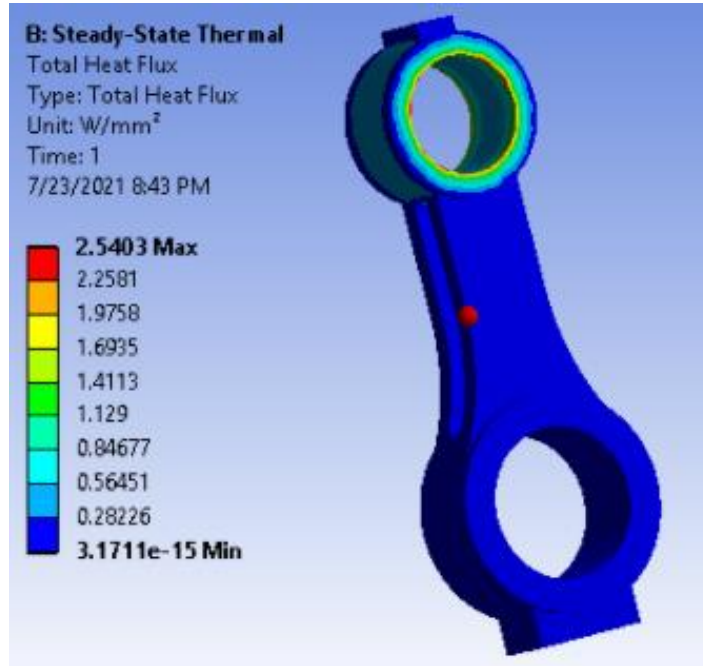 B: Steady-State Thermal
Total Heat Flux
Type: Total Heat Flux
Unit: W/mm²
Time: 1
7/23/2021 8:43 PM
2.5403 Max
2.2581
1.9758
1.6935
1.4113
1.129
0.84677
0.56451
0.28226
3.1711e-15 Min